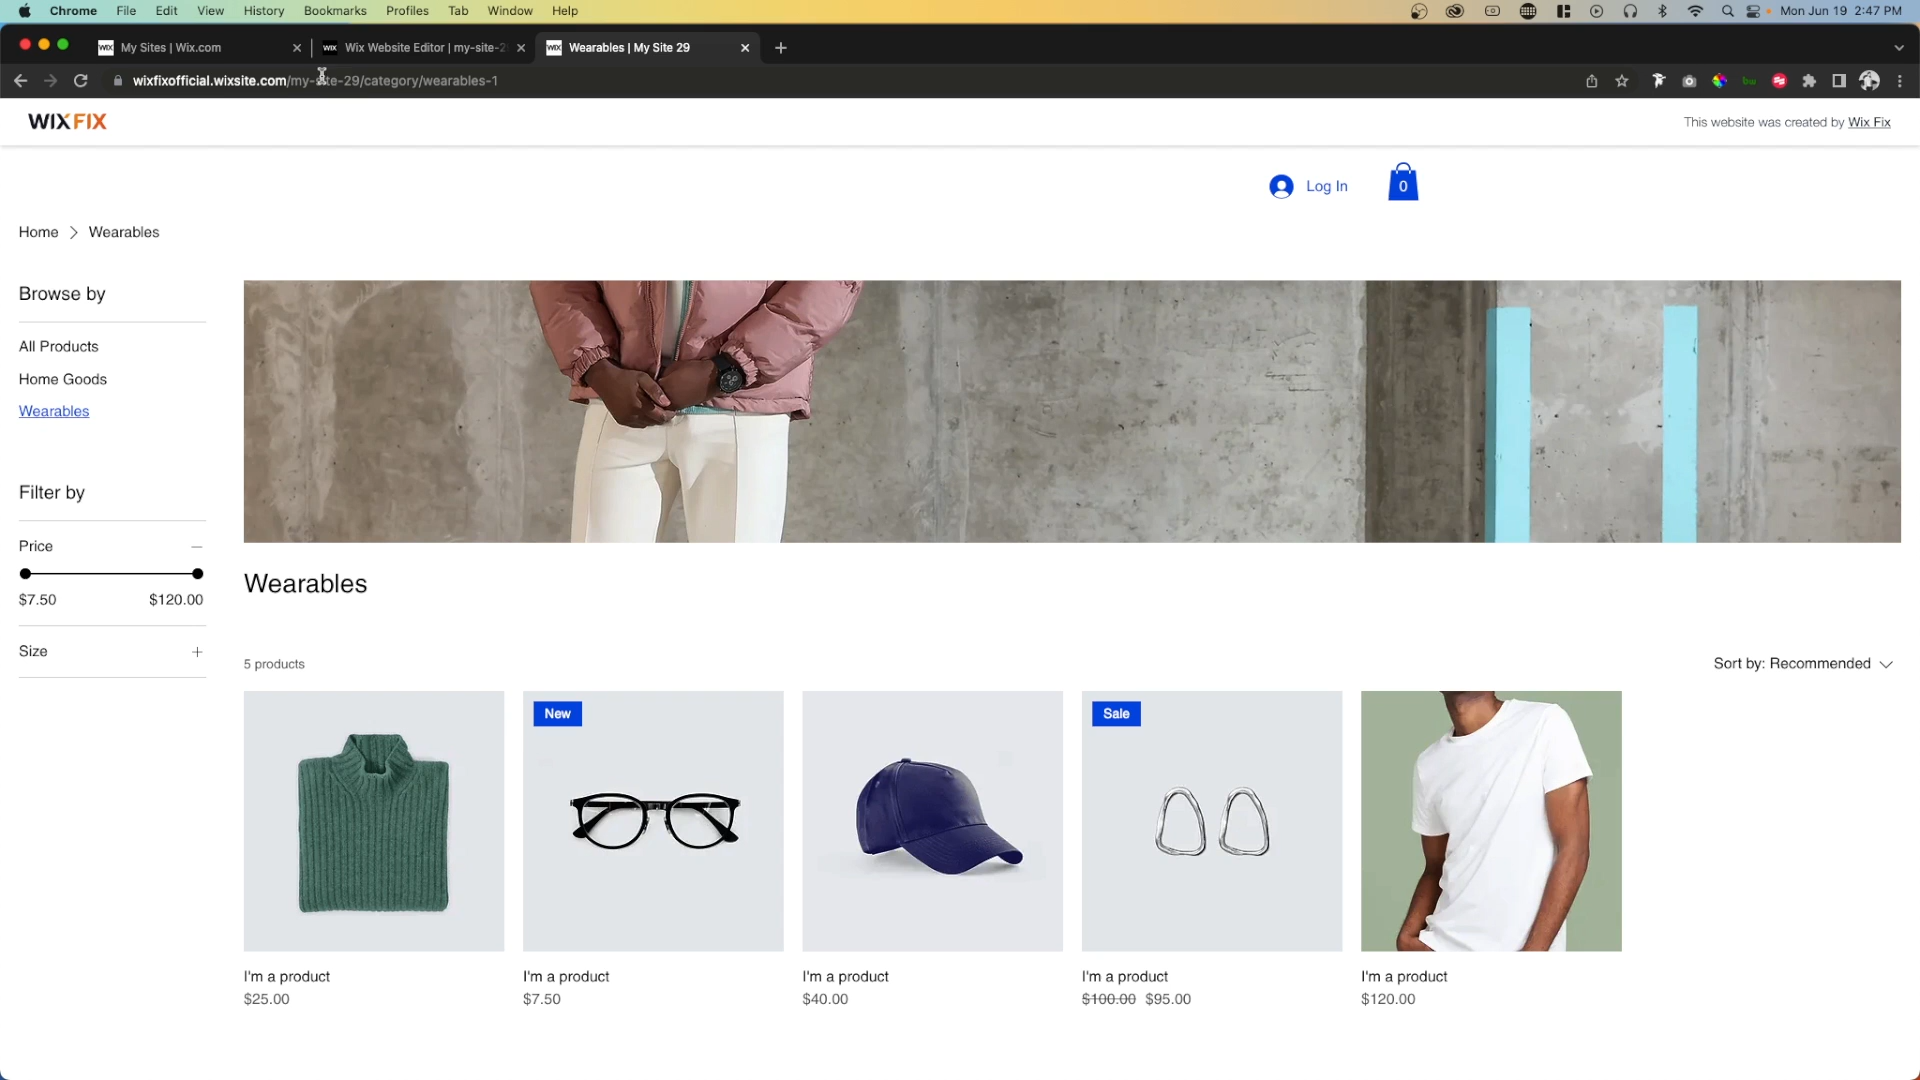 Chrome File Edit View History Bookmarks Profiles Tab Window Help Mon Jun 19 2:47 PM
WIX My Sites | Wix.com WIX Wix Website Editor | my-site-2 WIX Wearables | My Site 29
wixfixofficial.wixsite.com/my-site-29/category/wearables-1
WIXFIX This website was created by Wix Fix
Log In 0
Home > Wearables
Browse by
All Products
Home Goods
Wearables
Filter by
Price
$7.50 $120.00
Size
Wearables
5 products Sort by: Recommended
New Sale
I'm a product I'm a product I'm a product I'm a product I'm a product
$25.00 $7.50 $40.00 $100.00 $95.00 $120.00